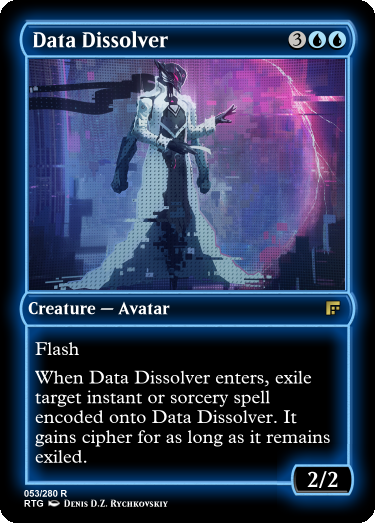 Data Dissolver 3
Creature — Avatar
Flash
When Data Dissolver enters, exile
target instant or sorcery spell
encoded onto Data Dissolver. It
gains cipher for as long as it remains
exiled.
2/2
053/280 R
RTG Denis D.Z. Rychkovskiy